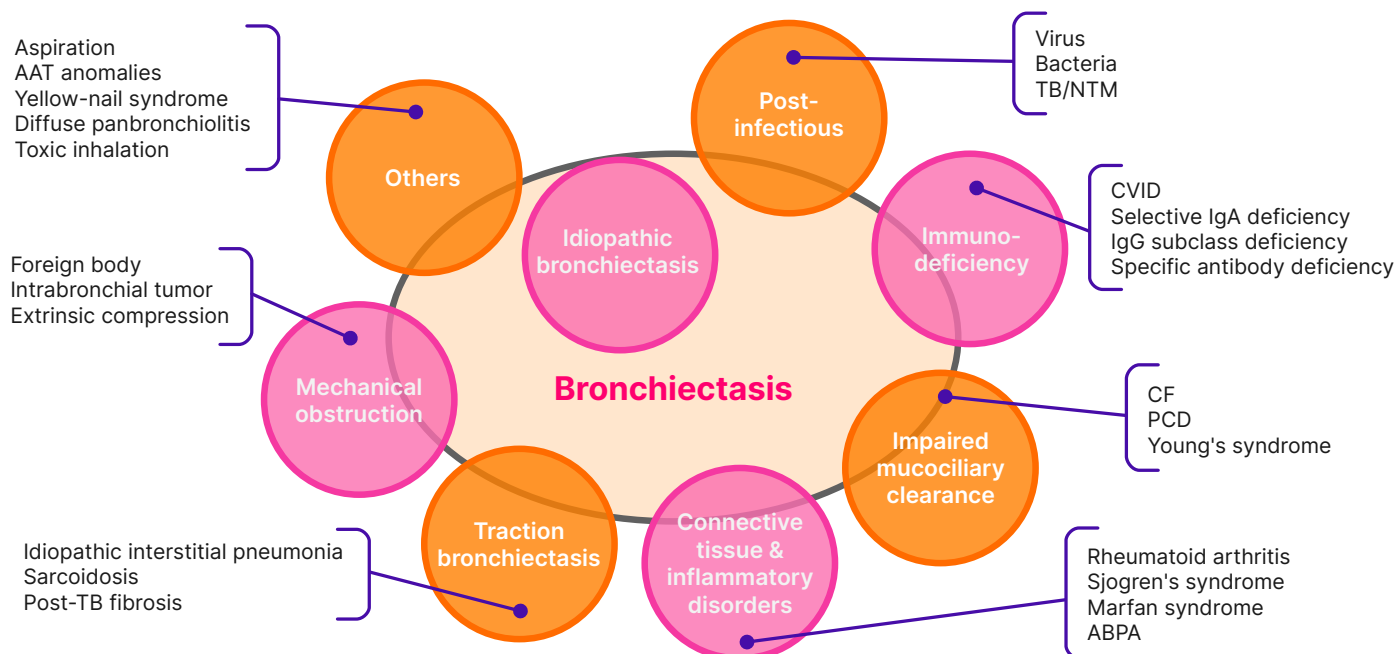 Aspiration
AAT anomalies
Yellow-nail syndrome
Diffuse panbronchiolitis
Toxic inhalation
Others
Post-
infectious
Virus
Bacteria
TB/NTM
Idiopathic
bronchiectasis
Immuno-
deficiency
CVID
Selective IgA deficiency
IgG subclass deficiency
Specific antibody deficiency
Foreign body
Intrabronchial tumor
Extrinsic compression
Mechanical
obstruction
Bronchiectasis
Impaired
mucociliary
clearance
CF
PCD
Young's syndrome
Traction
bronchiectasis
Idiopathic interstitial pneumonia
Sarcoidosis
Post-TB fibrosis
Connective
tissue &
inflammatory
disorders
Rheumatoid arthritis
Sjogren's syndrome
Marfan syndrome
ABPA